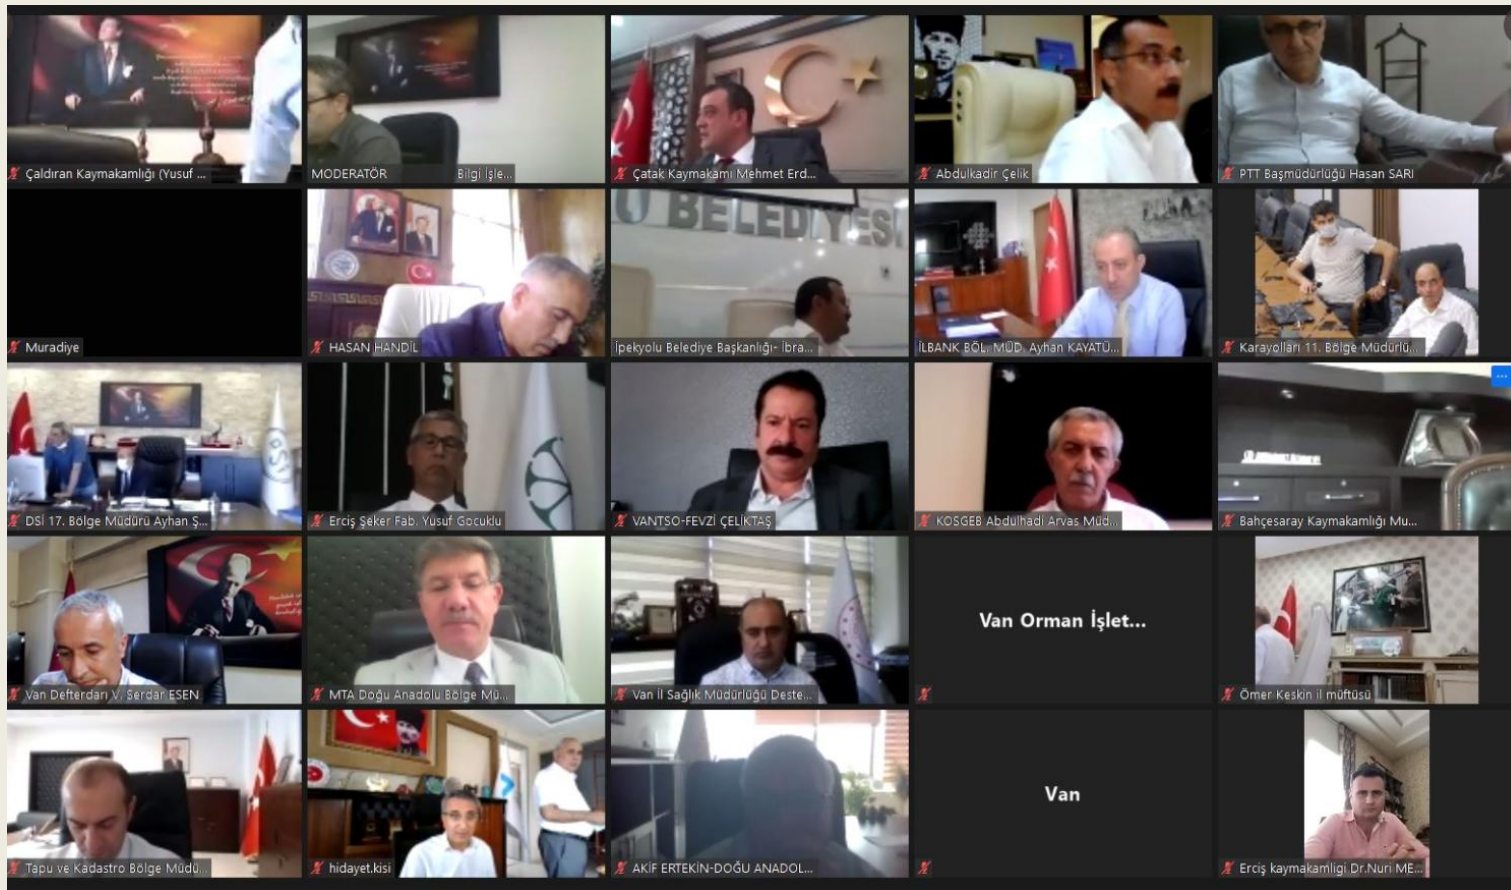 Çaldıran Kaymakamlığı (Yusuf ...
MODERATÖR Bilgi İşle...
Çatak Kaymakamı Mehmet Erd...
Abdulkadir Çelik
PTT Başmüdürlüğü Hasan SARI
Muradiye
HASAN HANDİL
U BELEDİYESİ
İpekyolu Belediye Başkanlığı- İbra...
İLBANK BÖL. MÜD. Ayhan KAYATÜ...
Karayolları 11. Bölge Müdürlü...
DSİ
DSİ 17. Bölge Müdürü Ayhan Ş...
Erciş Şeker Fab. Yusuf Gocuklu
VANTSO-FEVZİ ÇELİKTAŞ
KOSGEB Abdulhadi Arvas Müd...
Bahçesaray Kaymakamlığı Mu...
Van Defterdarı V. Serdar ESEN
MTA Doğu Anadolu Bölge Mü...
Van İl Sağlık Müdürlüğü Deste...
Van Orman İşlet...
Ömer Keskin il müftüsü
Tapu ve Kadastro Bölge Müdü...
hidayet.kisi
AKİF ERTEKİN-DOĞU ANADOL...
Van
Erciş kaymakamligi Dr.Nuri ME...